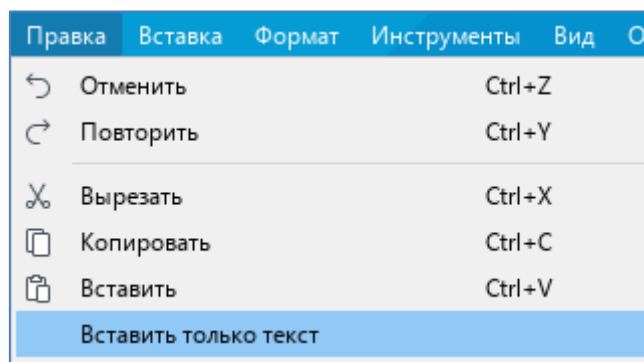 Правка Вставка Формат Инструменты Вид
Отменить Ctrl+Z
Повторить Ctrl+Y
Вырезать Ctrl+X
Копировать Ctrl+C
Вставить Ctrl+V
Вставить только текст